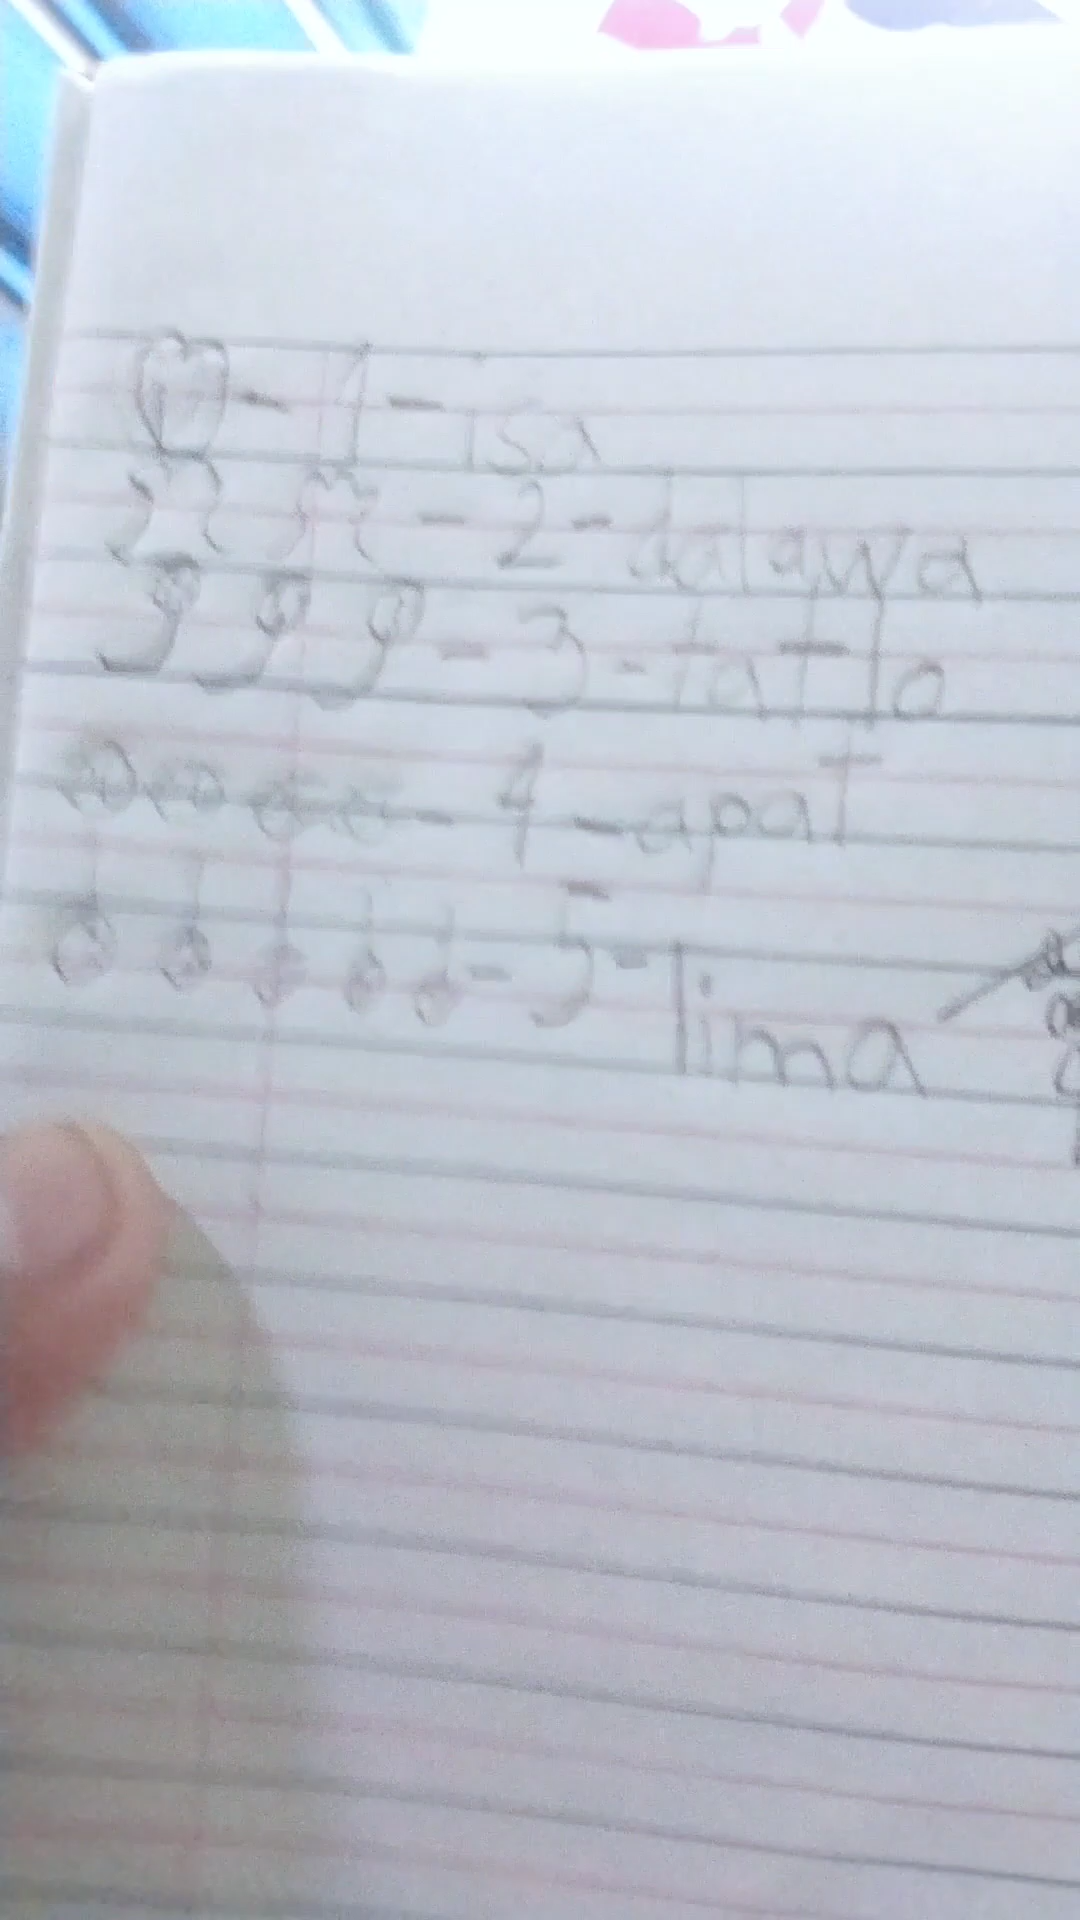 - 1 - isa
- 2 - dalawa
- 3 - tatlo
- 4 - apat
- 5 - lima